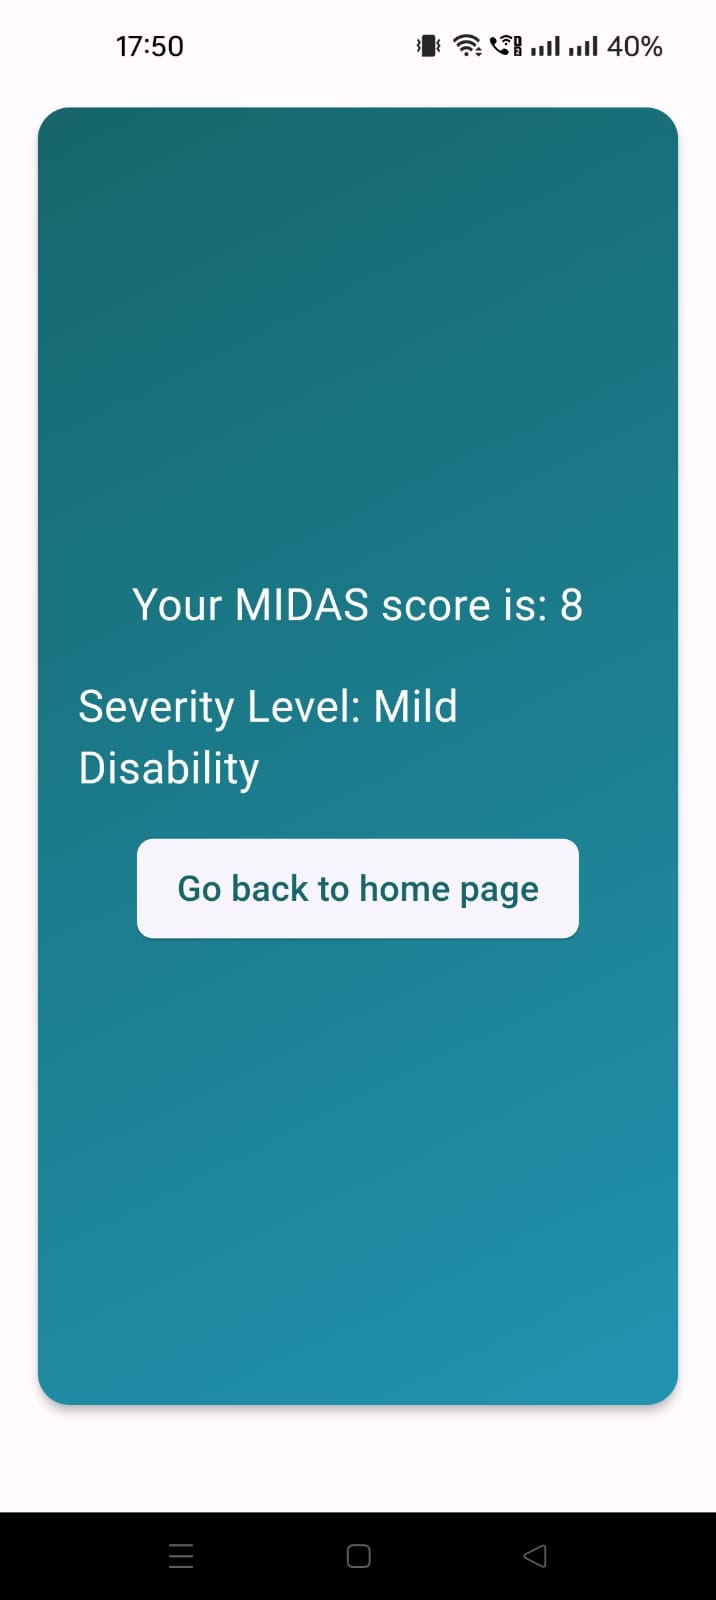 17:50 40%
Your MIDAS score is: 8
Severity Level: Mild
Disability
Go back to home page